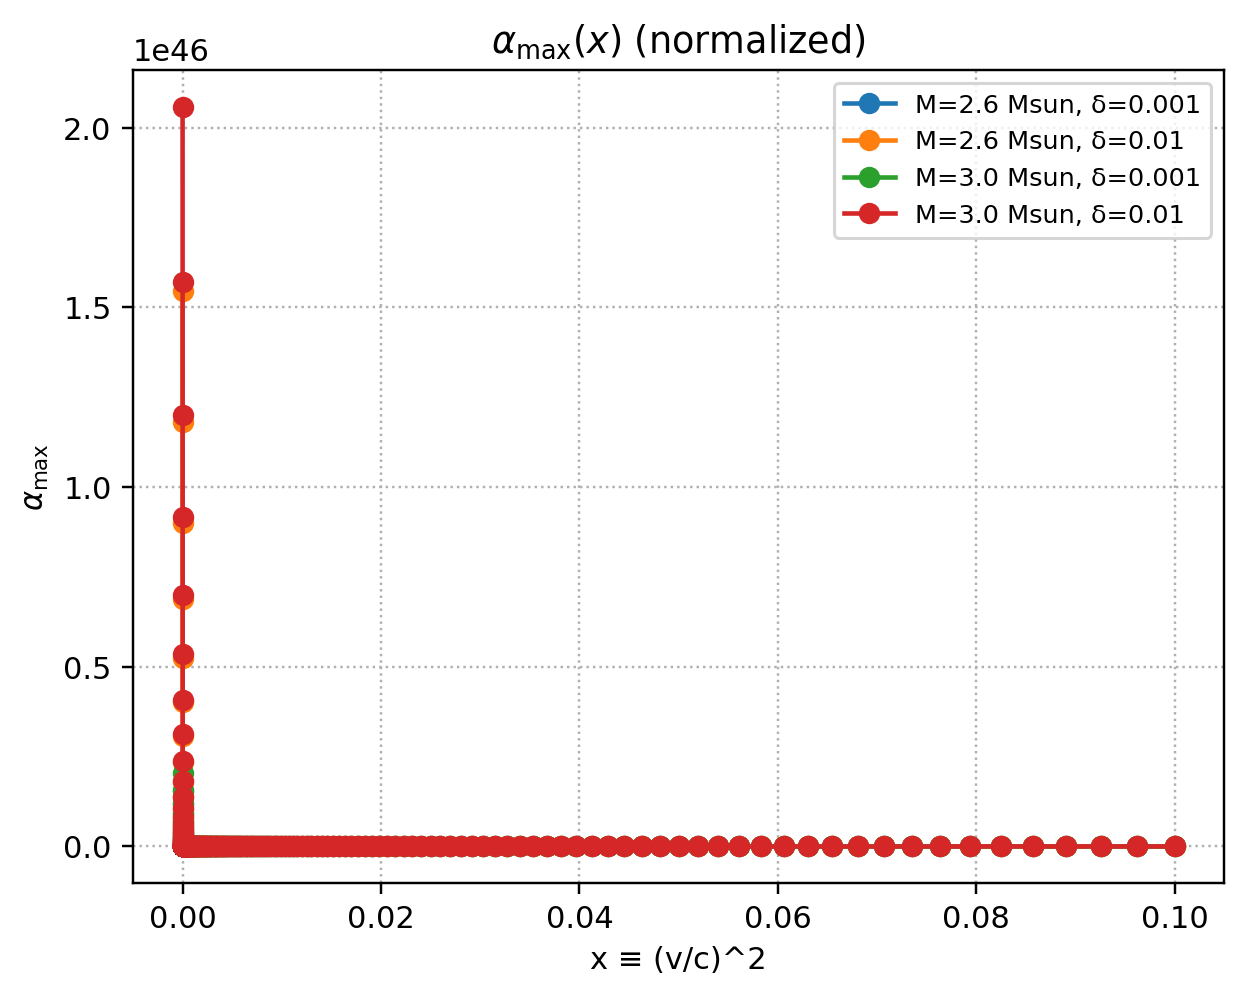 α_max(x) (normalized)
1e46
M=2.6 Msun, δ=0.001
M=2.6 Msun, δ=0.01
M=3.0 Msun, δ=0.001
M=3.0 Msun, δ=0.01
2.0
1.5
1.0
0.5
0.0
α_max
0.00 0.02 0.04 0.06 0.08 0.10
x ≡ (v/c)^2